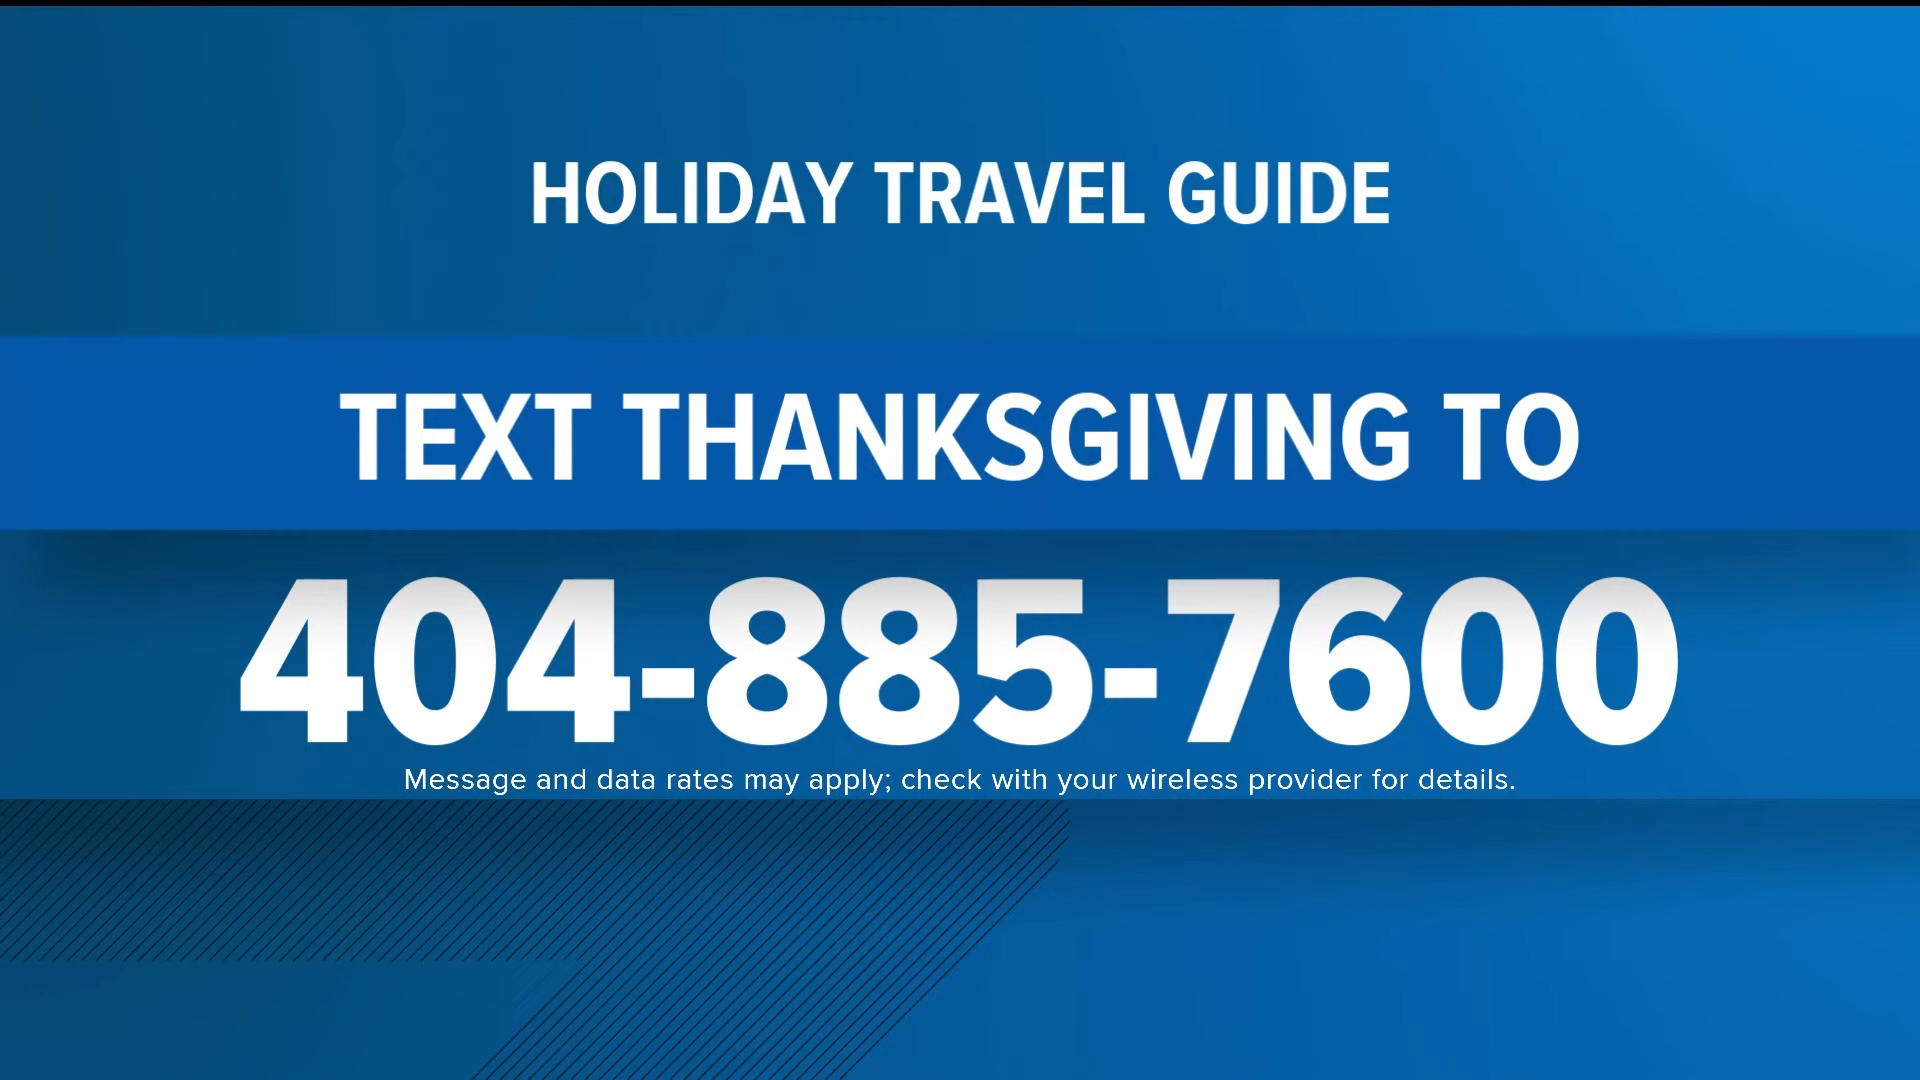 HOLIDAY TRAVEL GUIDE
TEXT THANKSGIVING TO
404-885-7600
Message and data rates may apply; check with your wireless provider for details.